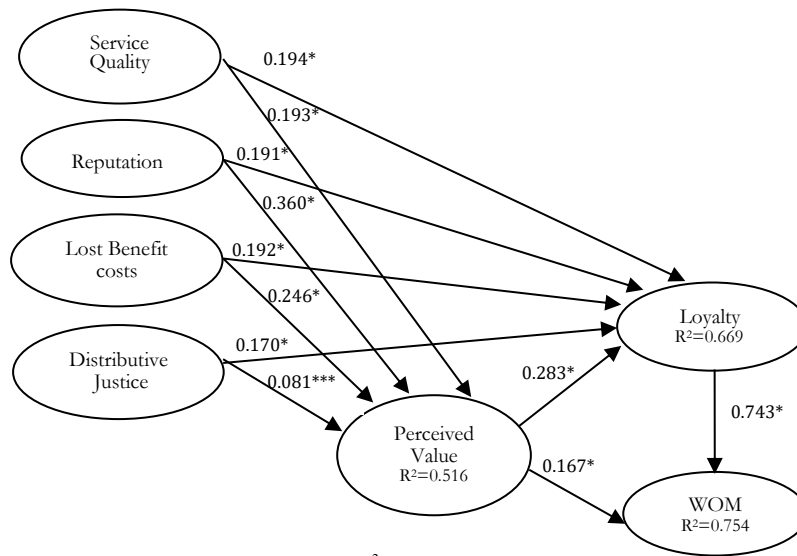 Service
Quality
0.194*
0.193*
Reputation
0.191*
0.360*
Lost Benefit
costs
0.192*
0.246*
Distributive
Justice
0.170*
0.081***
Loyalty
R²=0.669
0.283*
0.743*
Perceived
Value
R²=0.516
0.167*
WOM
R²=0.754